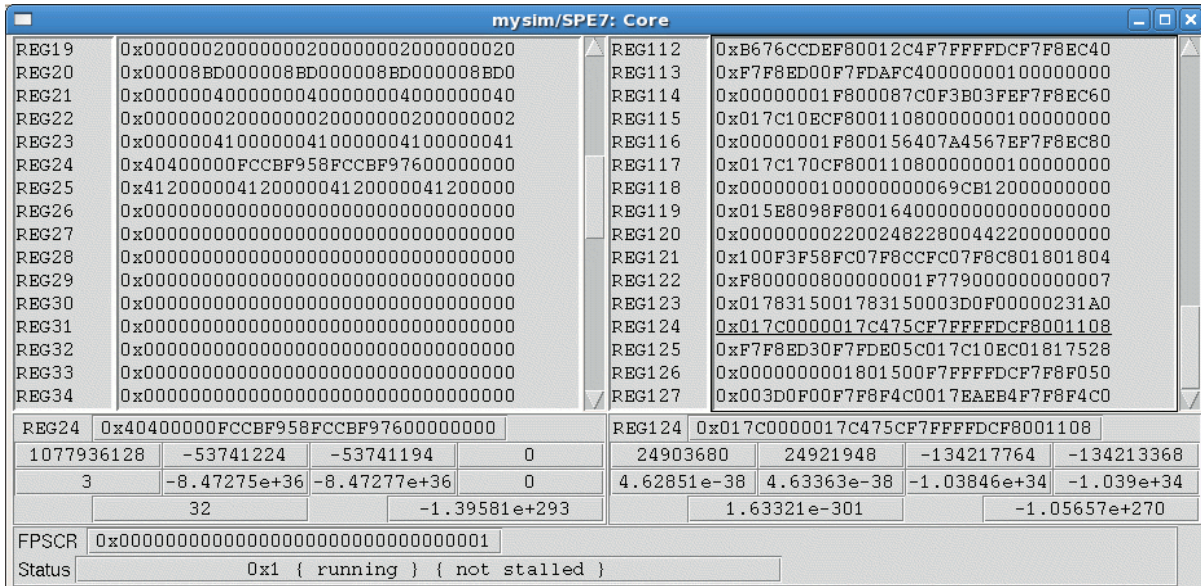 mysim/SPE7: Core
REG19 0x00000020000000200000002000000020 REG112 0xB676CCDEF80012C4F7FFFFDCF7F8EC40
REG20 0x00008BD000008BD000008BD000008BD0 REG113 0xF7F8ED00F7FDAFC40000000100000000
REG21 0x00000040000000400000004000000040 REG114 0x00000001F800087C0F3B03FEF7F8EC60
REG22 0x00000002000000020000000200000002 REG115 0x017C10ECF80011080000000100000000
REG23 0x00000041000000410000004100000041 REG116 0x00000001F800156407A4567EF7F8EC80
REG24 0x40400000FCCBF958FCCBF97600000000 REG117 0x017C170CF80011080000000100000000
REG25 0x41200000412000004120000041200000 REG118 0x0000000100000000069CB12000000000
REG26 0x00000000000000000000000000000000 REG119 0x015E8098F80016400000000000000000
REG27 0x00000000000000000000000000000000 REG120 0x00000000220024822800442200000000
REG28 0x00000000000000000000000000000000 REG121 0x100F3F58FC07F8CCFC07F8C801801804
REG29 0x00000000000000000000000000000000 REG122 0xF800000800000001F779000000000007
REG30 0x00000000000000000000000000000000 REG123 0x0178315001783150003D0F00000231A0
REG31 0x00000000000000000000000000000000 REG124 0x017C0000017C475CF7FFFFDCF8001108
REG32 0x00000000000000000000000000000000 REG125 0xF7F8ED30F7FDE05C017C10EC01817528
REG33 0x00000000000000000000000000000000 REG126 0x0000000001801500F7FFFFDCF7F8F050
REG34 0x00000000000000000000000000000000 REG127 0x003D0F00F7F8F4C0017EAEB4F7F8F4C0
REG24 0x40400000FCCBF958FCCBF97600000000 REG124 0x017C0000017C475CF7FFFFDCF8001108
1077936128 -53741224 -53741194 0 24903680 24921948 -134217764 -134213368
3 -8.47275e+36 -8.47277e+36 0 4.62851e-38 4.63363e-38 -1.03846e+34 -1.039e+34
32 -1.39581e+293 1.63321e-301 -1.05657e+270
FPSCR 0x00000000000000000000000000000001
Status 0x1 { running } { not stalled }